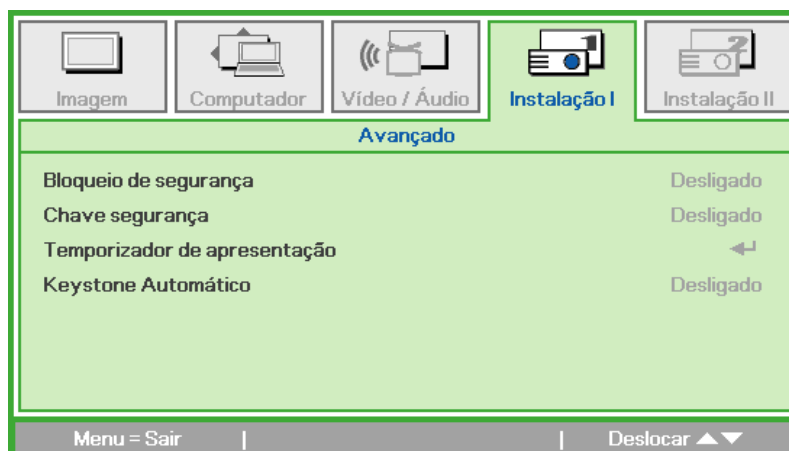 Imagem Computador Vídeo / Áudio Instalação I Instalação II
Avançado
Bloqueio de segurança Desligado
Chave segurança Desligado
Temporizador de apresentação
Keystone Automático Desligado
Menu = Sair | | Deslocar ▲▼